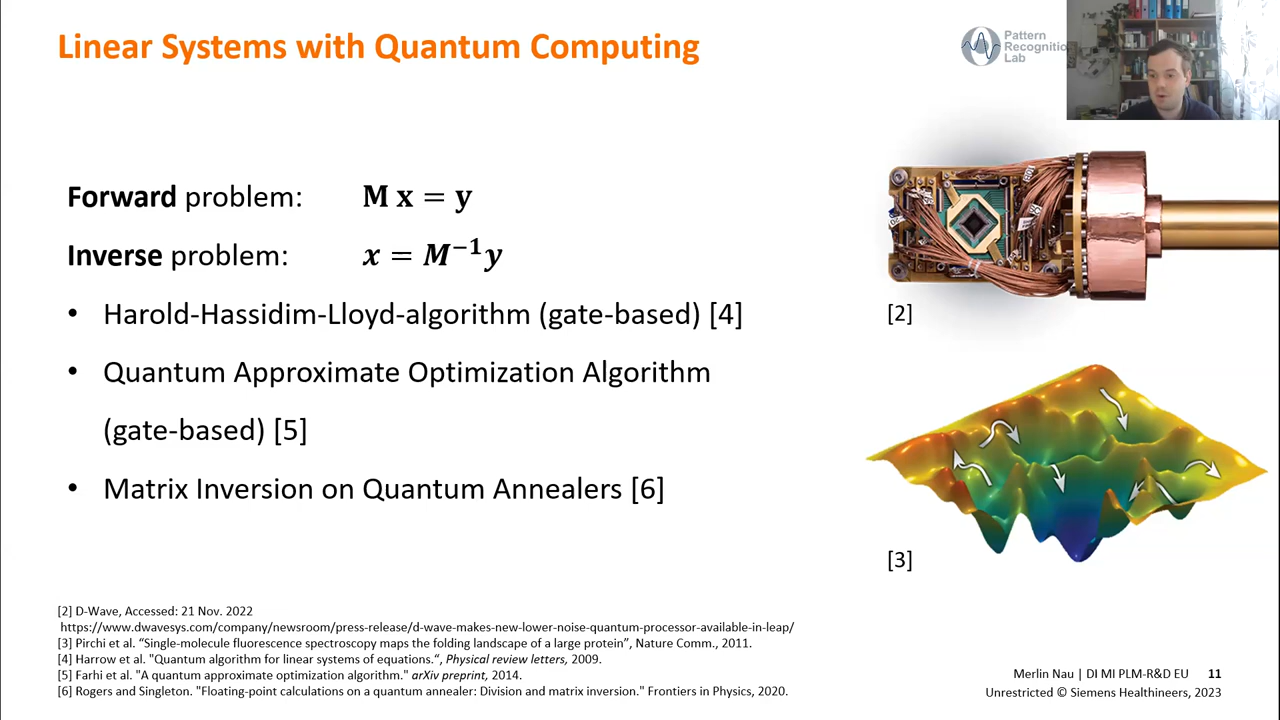 Linear Systems with Quantum Computing
Pattern
Recognitio
Lab
Forward problem: M x = y
Inverse problem: x = M⁻¹y
• Harold-Hassidim-Lloyd-algorithm (gate-based) [4]
• Quantum Approximate Optimization Algorithm
(gate-based) [5]
• Matrix Inversion on Quantum Annealers [6]
[2]
[3]
[2] D-Wave, Accessed: 21 Nov. 2022
https://www.dwavesys.com/company/newsroom/press-release/d-wave-makes-new-lower-noise-quantum-processor-available-in-leap/
[3] Pirchi et al. “Single-molecule fluorescence spectroscopy maps the folding landscape of a large protein”, Nature Comm., 2011.
[4] Harrow et al. "Quantum algorithm for linear systems of equations.“, Physical review letters, 2009.
[5] Farhi et al. "A quantum approximate optimization algorithm." arXiv preprint, 2014.
[6] Rogers and Singleton. "Floating-point calculations on a quantum annealer: Division and matrix inversion." Frontiers in Physics, 2020.
Merlin Nau | DI MI PLM-R&D EU 11
Unrestricted © Siemens Healthineers, 2023